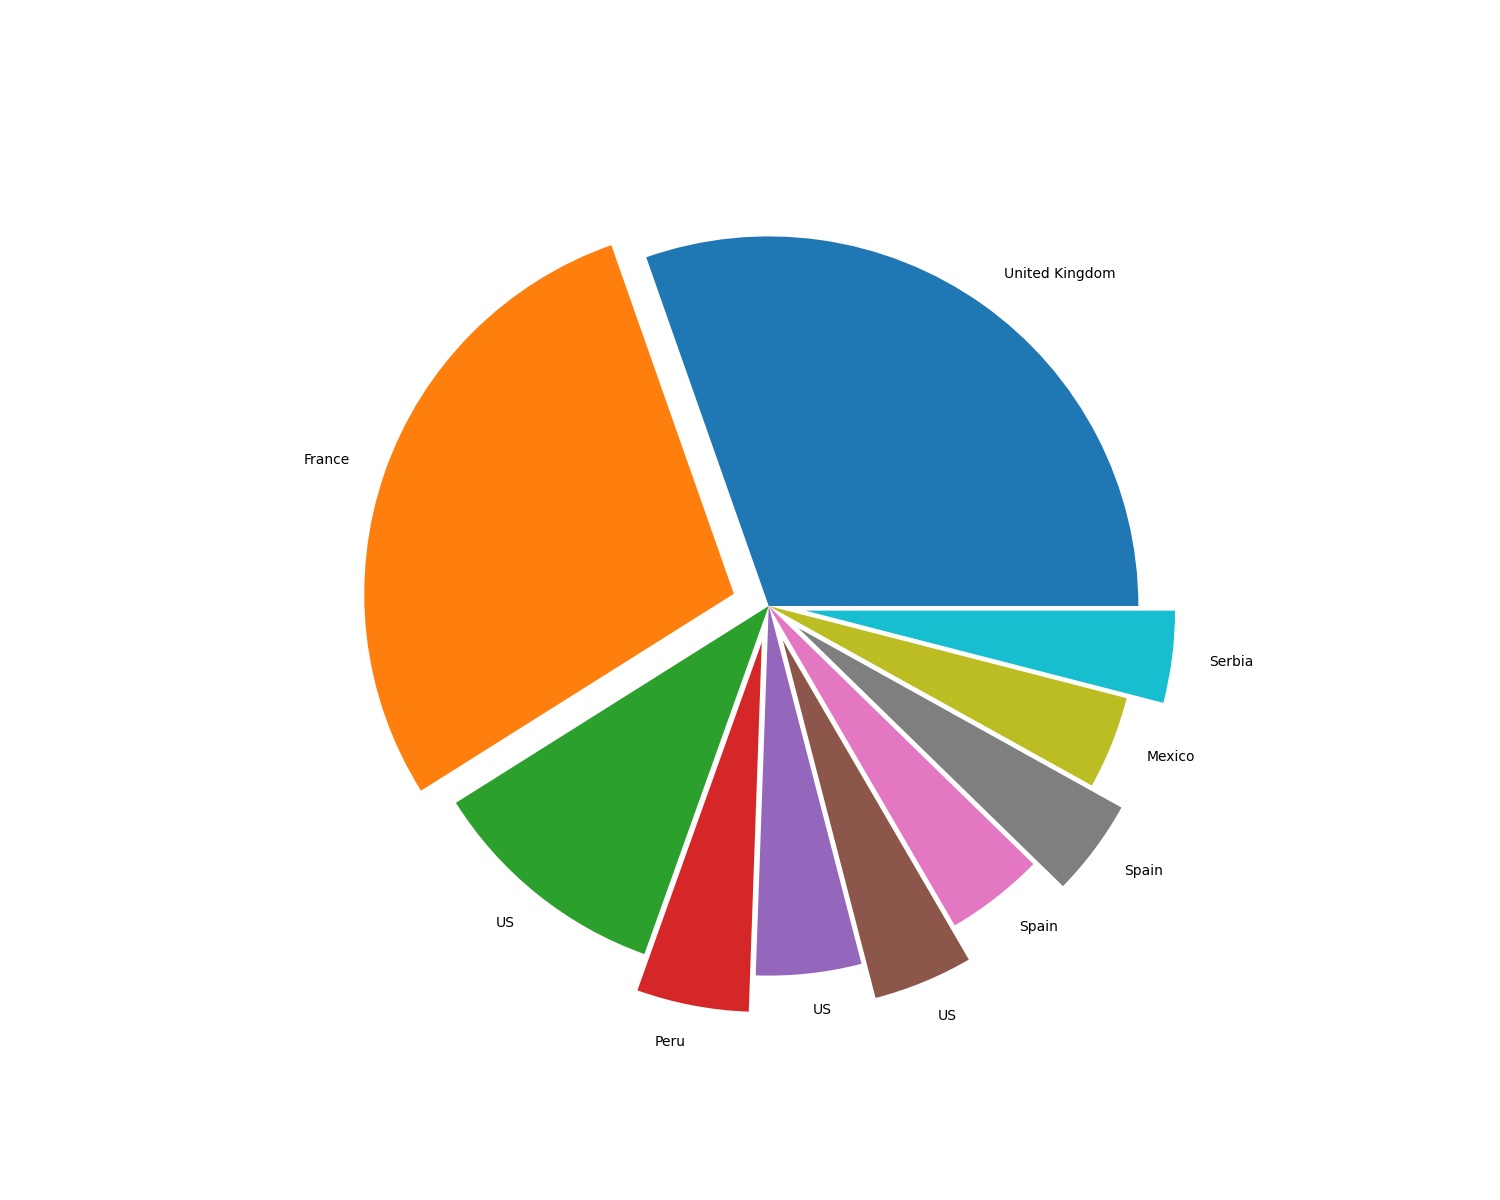 United Kingdom
France
Serbia
Mexico
Spain
US
Spain
US
US
Peru